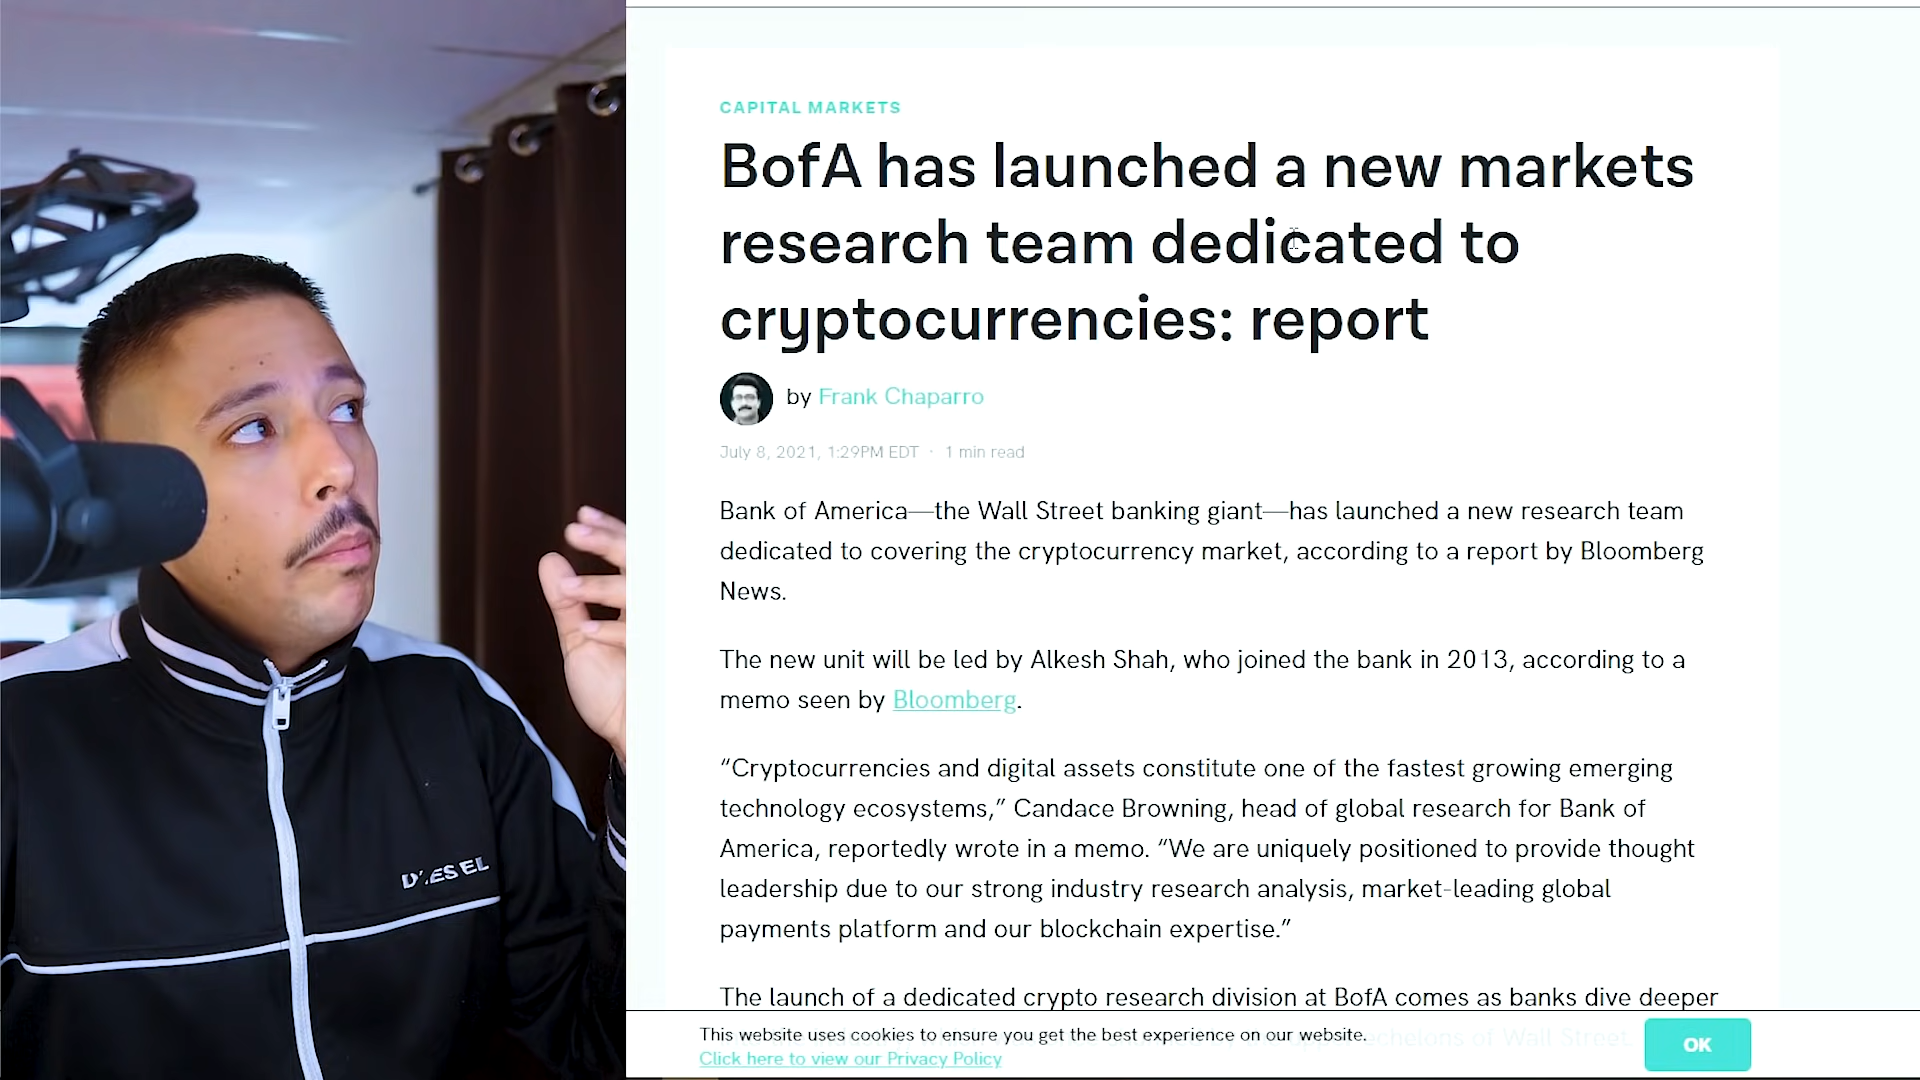 CAPITAL MARKETS
BofA has launched a new markets
research team dedicated to
cryptocurrencies: report
by Frank Chaparro
July 8, 2021, 1:29PM EDT · 1 min read
Bank of America—the Wall Street banking giant—has launched a new research team
dedicated to covering the cryptocurrency market, according to a report by Bloomberg
News.
The new unit will be led by Alkesh Shah, who joined the bank in 2013, according to a
memo seen by Bloomberg.
“Cryptocurrencies and digital assets constitute one of the fastest growing emerging
technology ecosystems,” Candace Browning, head of global research for Bank of
America, reportedly wrote in a memo. “We are uniquely positioned to provide thought
leadership due to our strong industry research analysis, market-leading global
payments platform and our blockchain expertise.”
The launch of a dedicated crypto research division at BofA comes as banks dive deeper
echelons of Wall Street.
This website uses cookies to ensure you get the best experience on our website.
Click here to view our Privacy Policy
OK
DIESEL